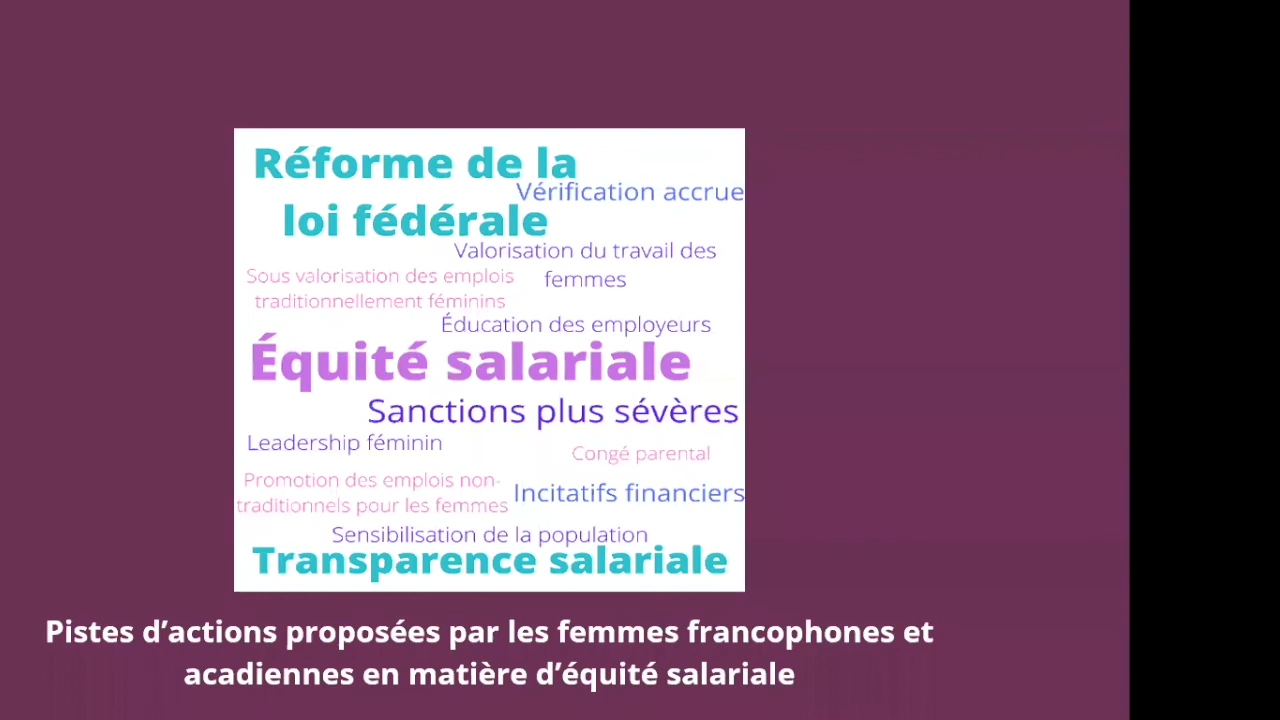 Réforme de la
loi fédérale
Vérification accrue
Valorisation du travail des
femmes
Sous valorisation des emplois
traditionnellement féminins
Éducation des employeurs
Équité salariale
Sanctions plus sévères
Leadership féminin
Congé parental
Promotion des emplois non-
traditionnels pour les femmes
Incitatifs financiers
Sensibilisation de la population
Transparence salariale
Pistes d’actions proposées par les femmes francophones et
acadiennes en matière d’équité salariale